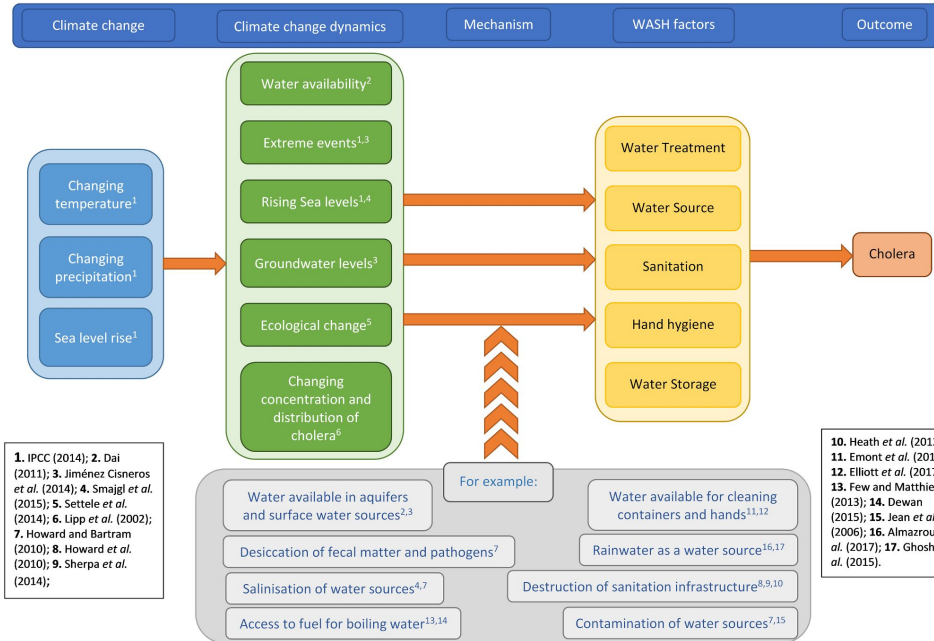 Climate change
Climate change dynamics
Mechanism
WASH factors
Outcome
Changing
temperature¹
Changing
precipitation¹
Sea level rise¹
Water availability²
Extreme events¹,³
Rising Sea levels¹,⁴
Groundwater levels³
Ecological change⁵
Changing
concentration and
distribution of
cholera⁶
Water Treatment
Water Source
Sanitation
Hand hygiene
Water Storage
Cholera
For example:
Water available in aquifers
and surface water sources²,³
Desiccation of fecal matter and pathogens⁷
Salinisation of water sources⁴,⁷
Access to fuel for boiling water¹³,¹⁴
Water available for cleaning
containers and hands¹¹,¹²
Rainwater as a water source¹⁶,¹⁷
Destruction of sanitation infrastructure⁸,⁹,¹⁰
Contamination of water sources⁷,¹⁵
1. IPCC (2014); 2. Dai
(2011); 3. Jiménez Cisneros
et al. (2014); 4. Smajgl et al.
(2015); 5. Settele et al.
(2014); 6. Lipp et al. (2002);
7. Howard and Bartram
(2010); 8. Howard et al.
(2010); 9. Sherpa et al.
(2014);
10. Heath et al.
11. Emont et al.
12. Elliott et al.
13. Few and
(2013); 14. Dewan
(2015); 15. Jean et
(2006); 16.
al. (2017); 17.
al. (2015).